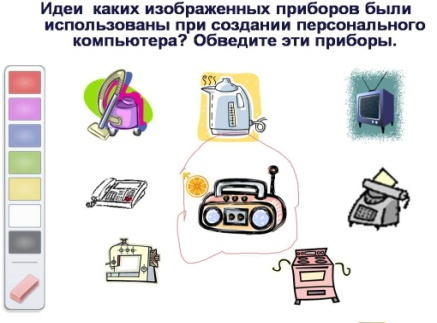 Идеи каких изображенных приборов были
использованы при создании персонального
компьютера? Обведите эти приборы.